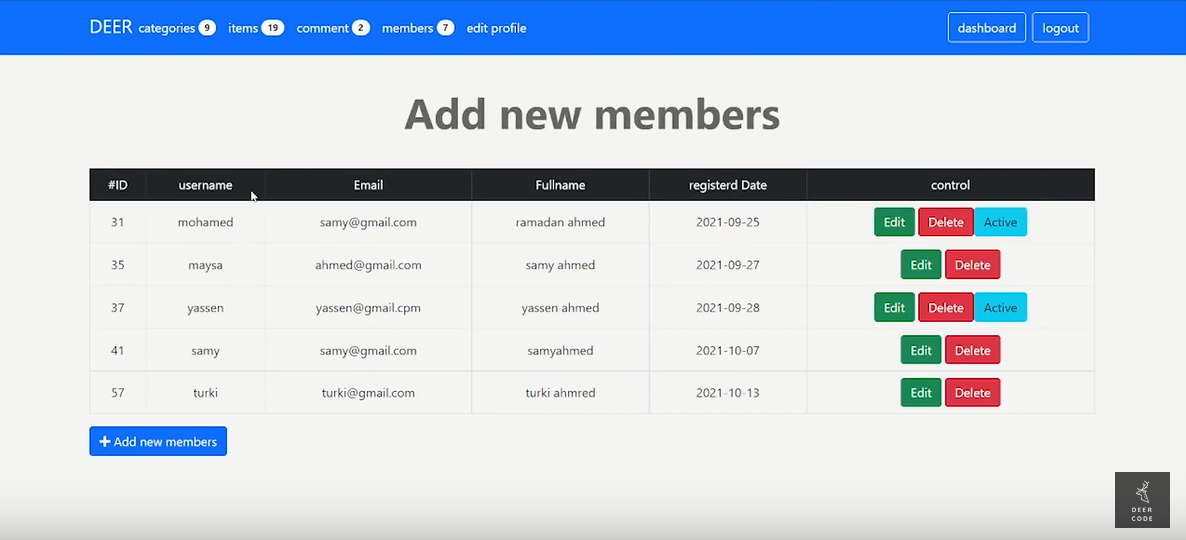 DEER categories 9 items 19 comment 2 members 7 edit profile dashboard logout
Add new members
#ID username Email Fullname registerd Date control
31 mohamed samy@gmail.com ramadan ahmed 2021-09-25 Edit Delete Active
35 maysa ahmed@gmail.com samy ahmed 2021-09-27 Edit Delete
37 yassen yassen@gmail.cpm yassen ahmed 2021-09-28 Edit Delete Active
41 samy samy@gmail.com samyahmed 2021-10-07 Edit Delete
57 turki turki@gmail.com turki ahmred 2021-10-13 Edit Delete
Add new members
DEER
CODE